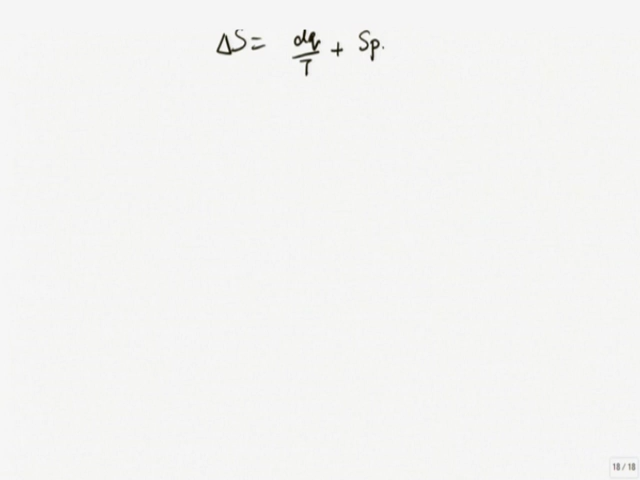 ΔS = dq/T + Sp.
18 / 18